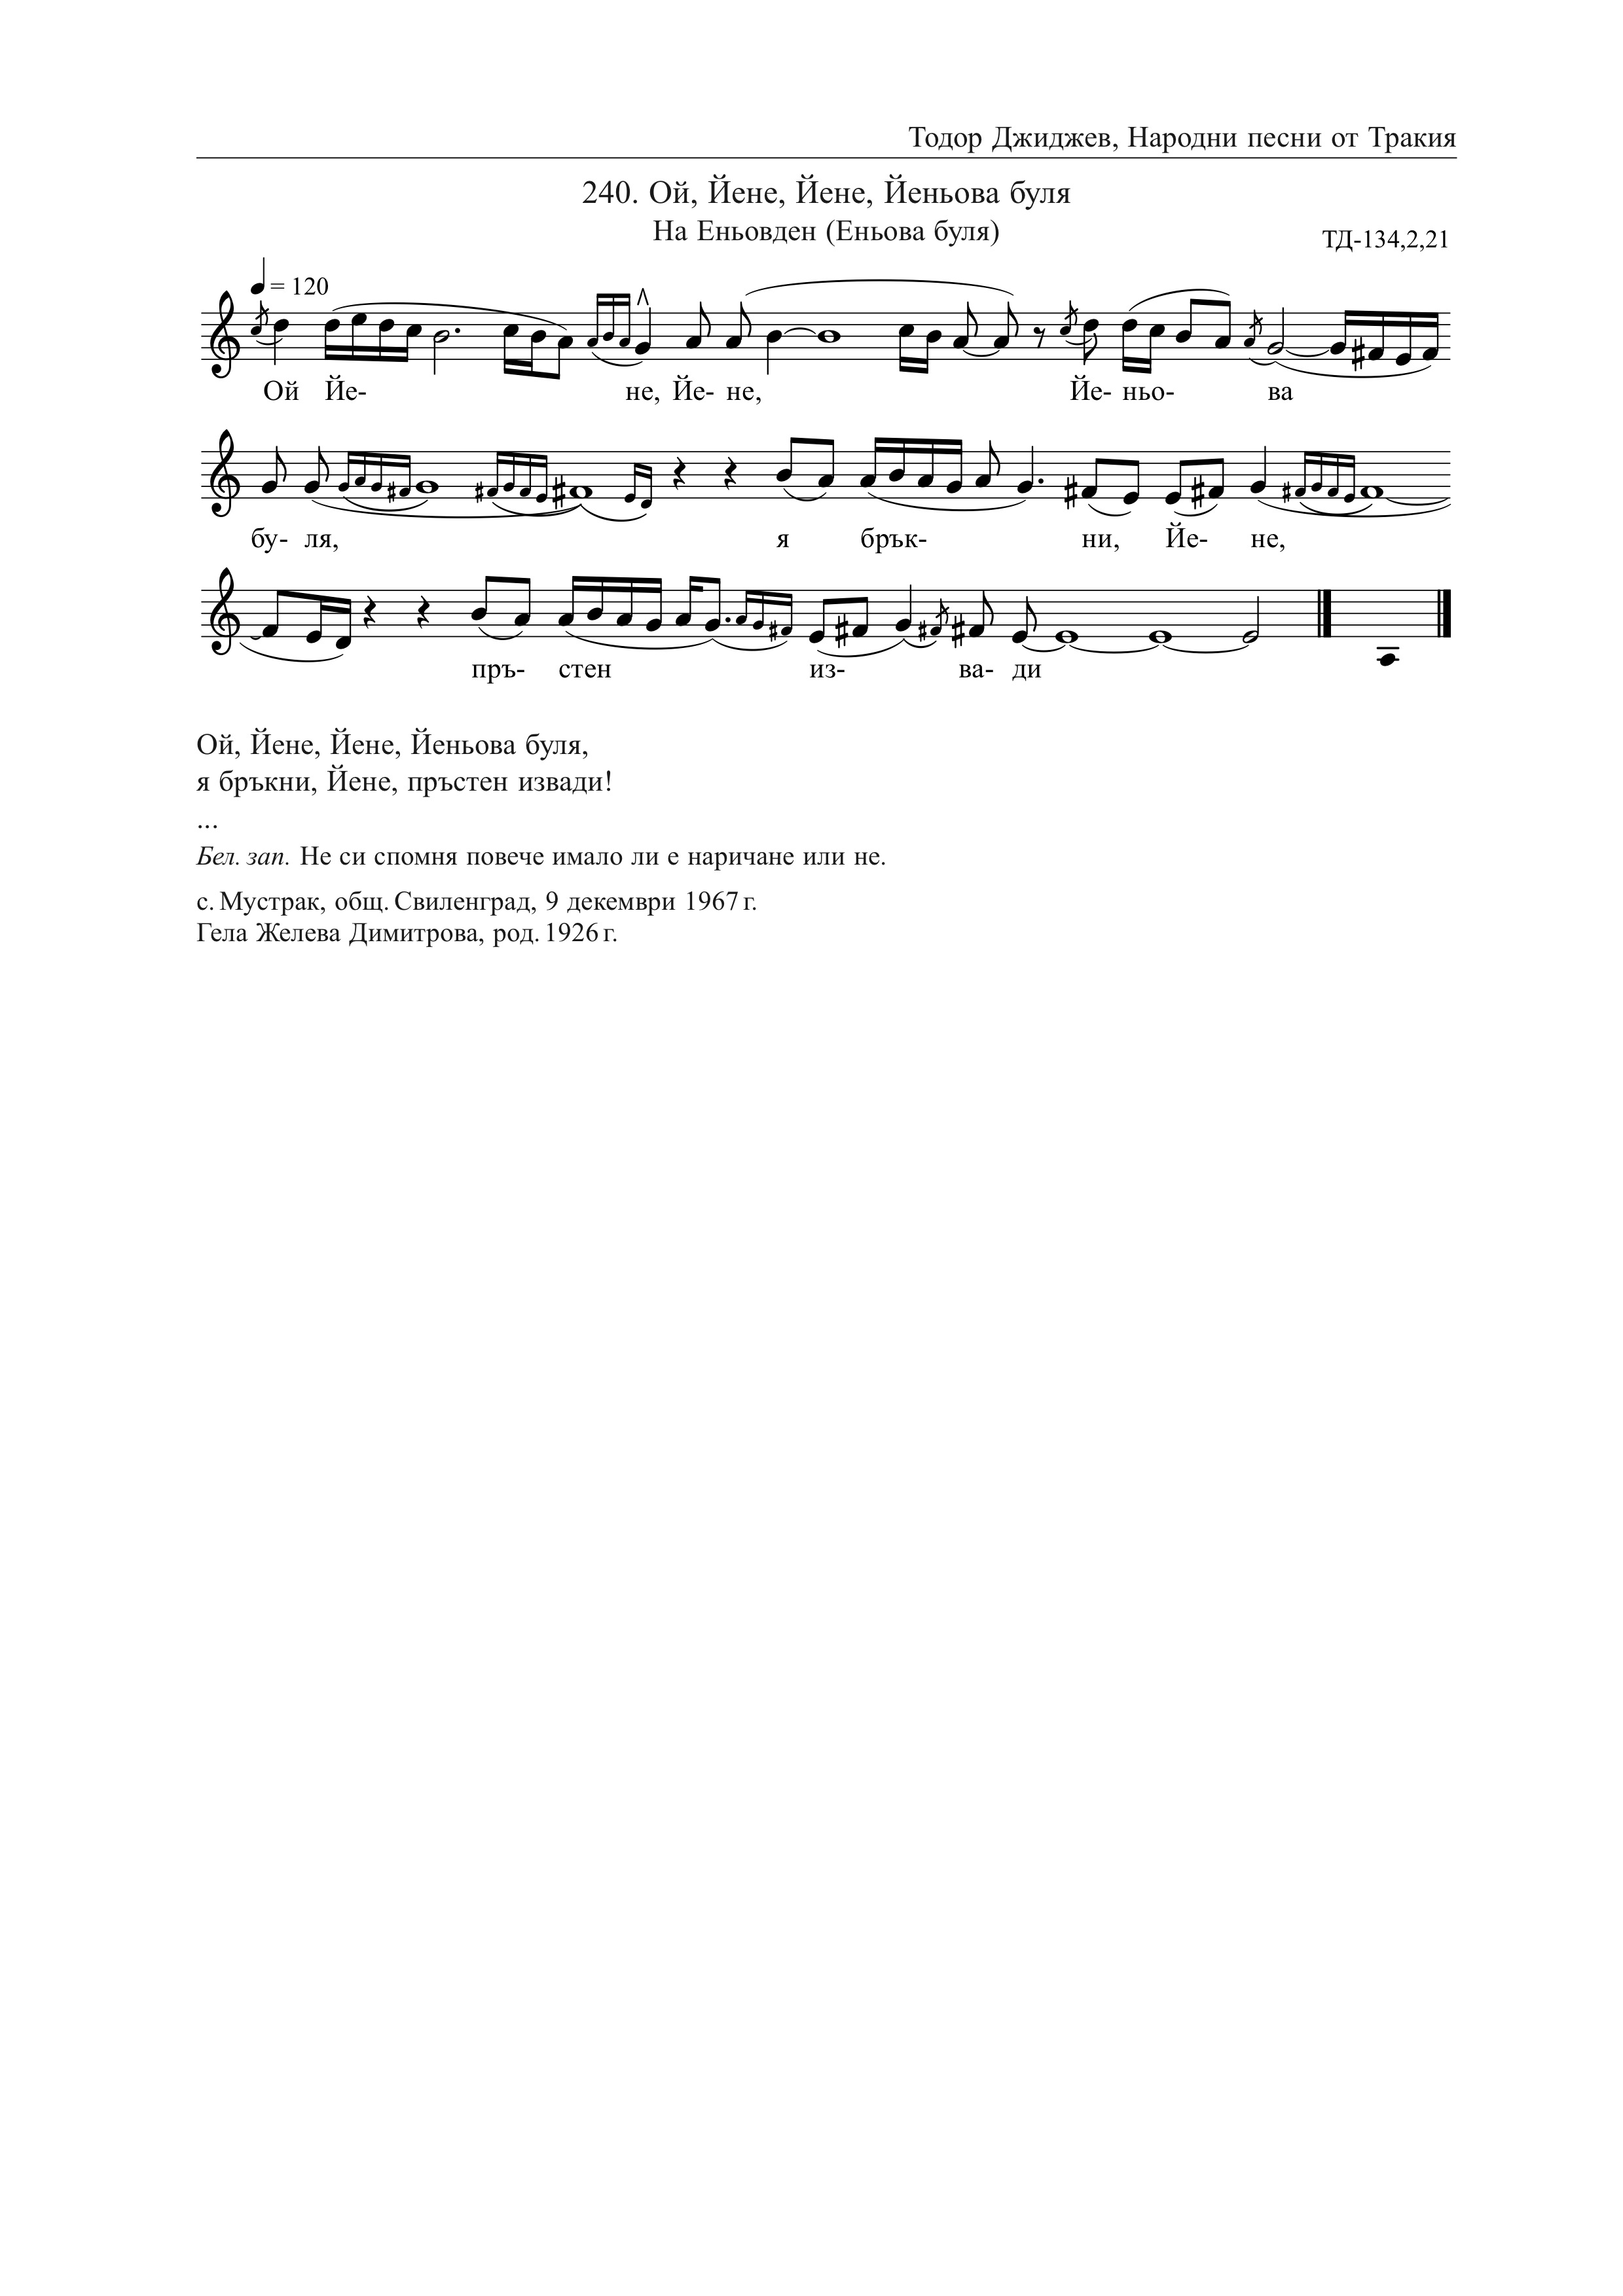 Тодор Джиджев, Народни песни от Тракия
240. Ой, Йене, Йене, Йеньова буля
На Еньовден (Еньова буля)
ТД-134,2,21
= 120
Ой Йе- не, Йе- не, Йе- ньо- ва
бу- ля, я брък- ни, Йе- не,
пръ- стен из- ва- ди
Ой, Йене, Йене, Йеньова буля,
я бръкни, Йене, пръстен извади!
...
Бел. зап. Не си спомня повече имало ли е наричане или не.
с. Мустрак, общ. Свиленград, 9 декември 1967 г.
Гела Желева Димитрова, род. 1926 г.